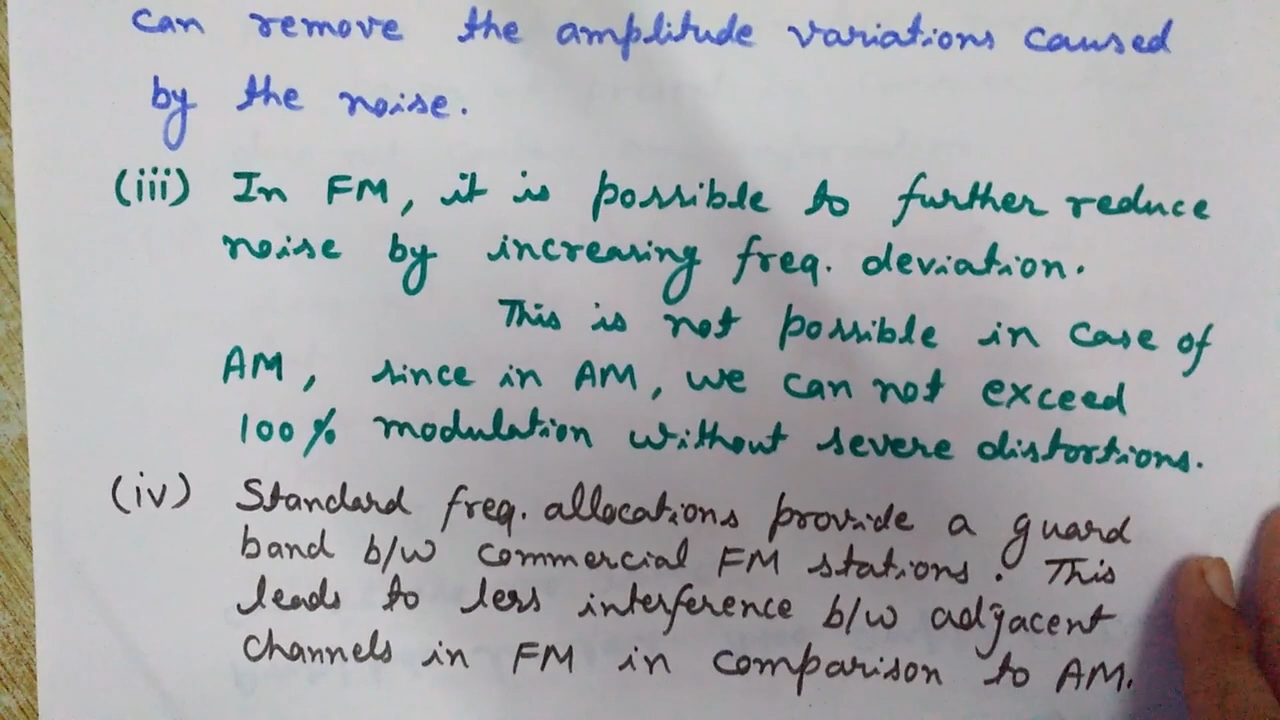 can remove the amplitude variations caused
by the noise.
(iii) In FM, it is possible to further reduce
noise by increasing freq. deviation.
This is not possible in case of
AM, since in AM, we can not exceed
100% modulation without severe distortions.
(iv) Standard freq. allocations provide a guard
band b/w commercial FM stations. This
leads to less interference b/w adjacent
channels in FM in comparison to AM.